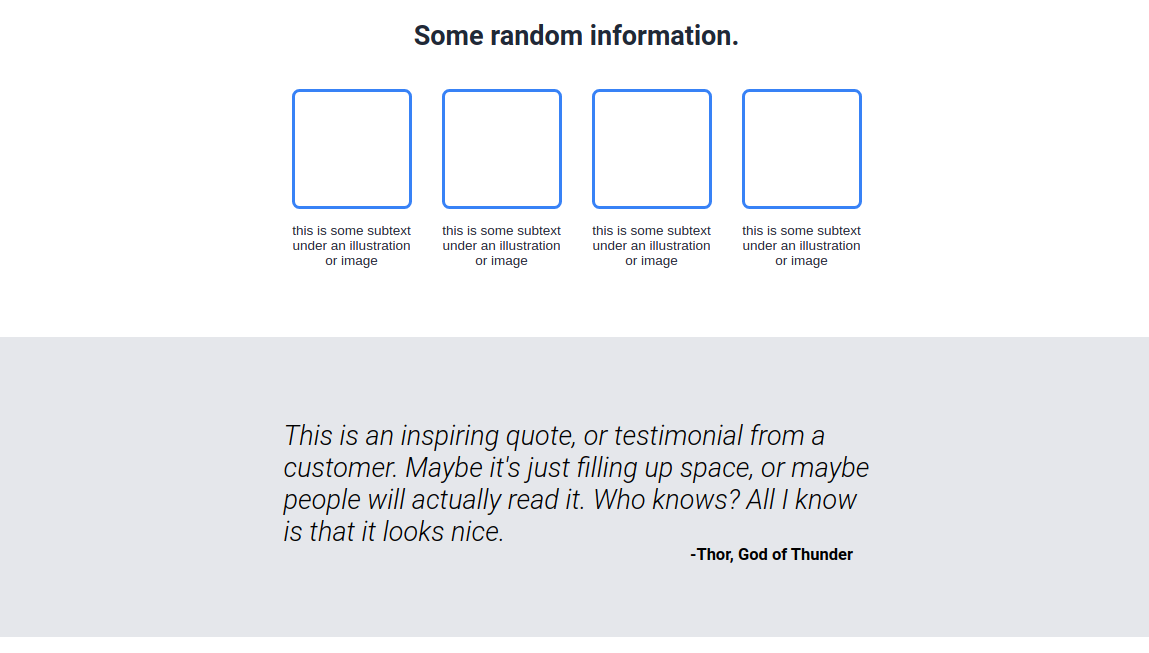 Some random information.
this is some subtext
under an illustration
or image
this is some subtext
under an illustration
or image
this is some subtext
under an illustration
or image
this is some subtext
under an illustration
or image
This is an inspiring quote, or testimonial from a
customer. Maybe it's just filling up space, or maybe
people will actually read it. Who knows? All I know
is that it looks nice.
-Thor, God of Thunder